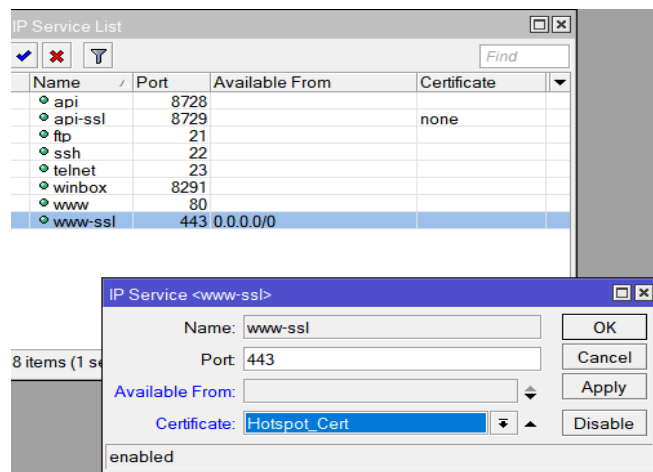 IP Service List
Find
Name Port Available From Certificate
api 8728
api-ssl 8729 none
ftp 21
ssh 22
telnet 23
winbox 8291
www 80
www-ssl 443 0.0.0.0/0
IP Service <www-ssl>
Name: www-ssl OK
8 items (1 se
Port: 443 Cancel
Available From: Apply
Certificate: Hotspot_Cert Disable
enabled